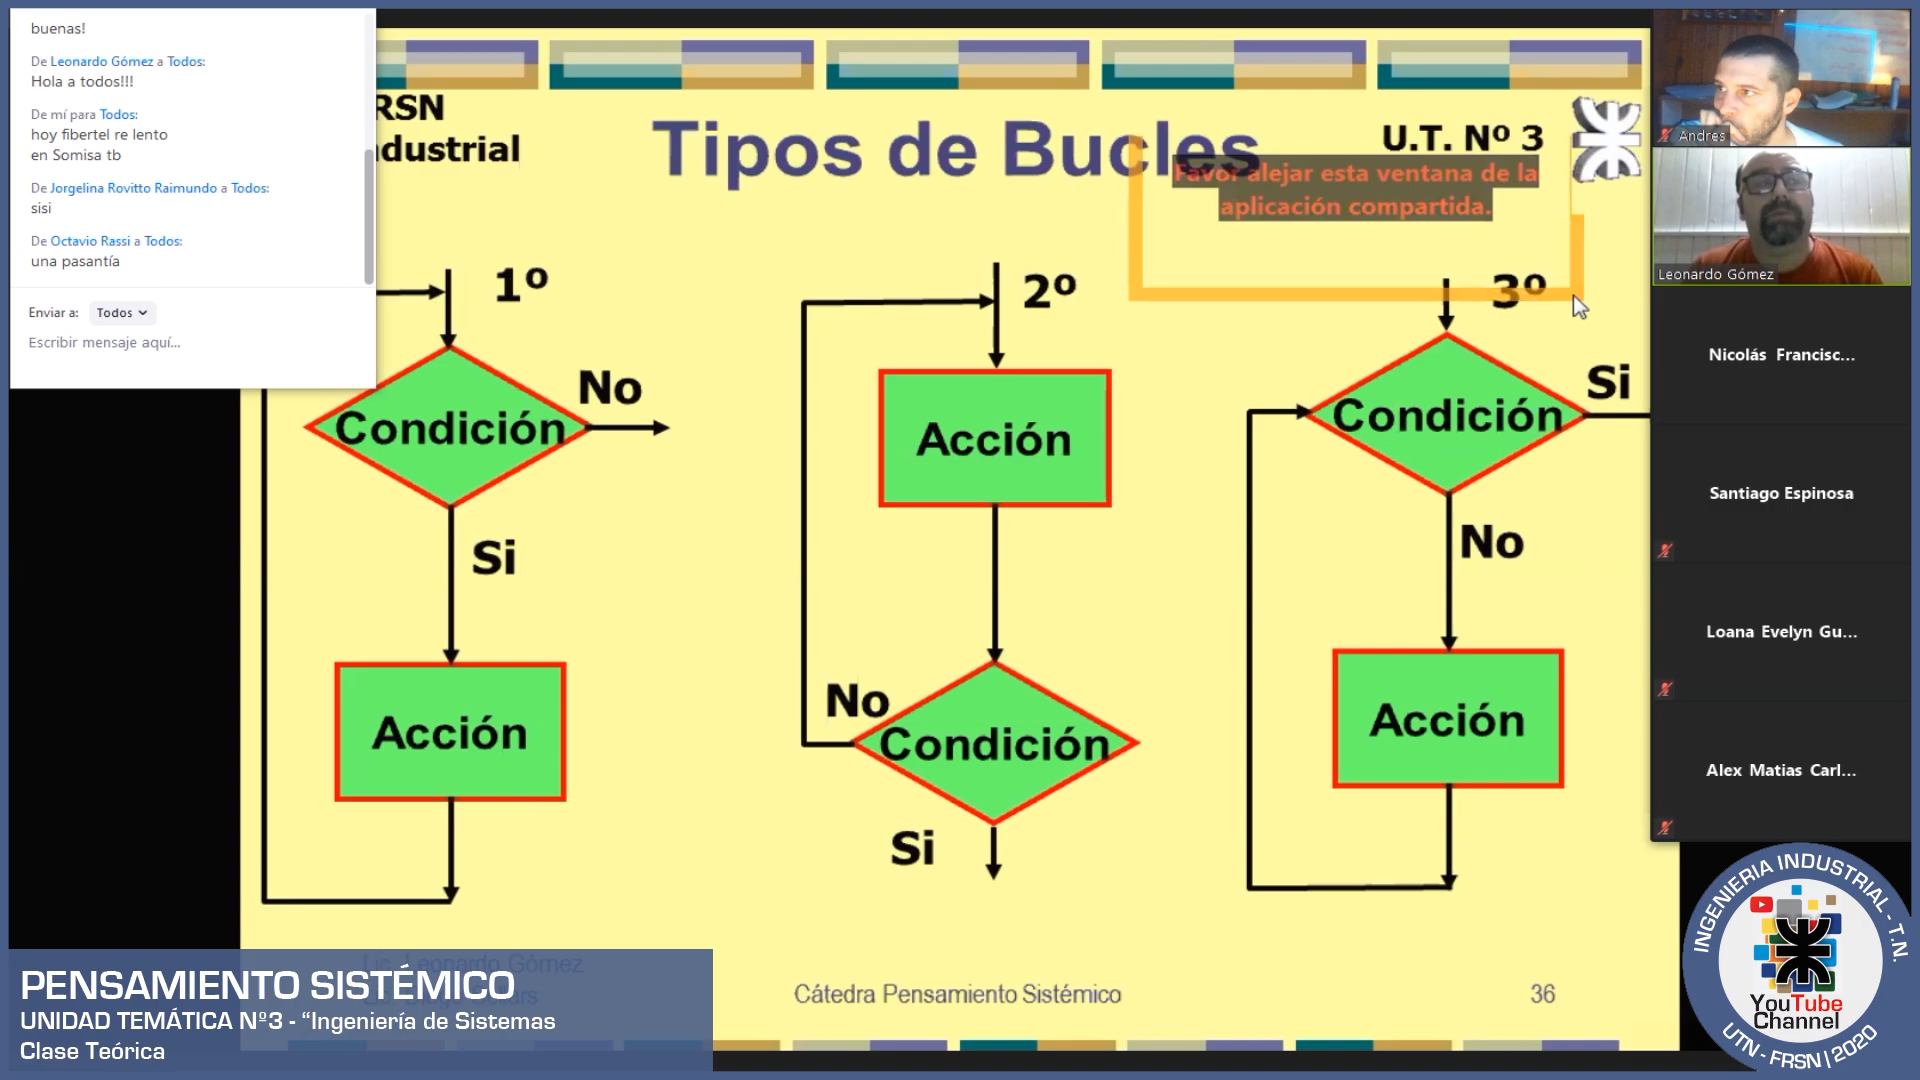 buenas!
De Leonardo Gómez a Todos:
Hola a todos!!!
De mí para Todos:
hoy fibertel re lento
en Somisa tb
De Jorgelina Rovitto Raimundo a Todos:
sisi
De Octavio Rassi a Todos:
una pasantía
Enviar a: Todos
Escribir mensaje aquí...
RSN
dustrial
Tipos de Bucles
U.T. Nº 3
Favor alejar esta ventana de la
aplicación compartida.
1º
Condición
No
Si
Acción
2º
Acción
No
Condición
Si
3º
Condición
Si
No
Acción
Leonardo Gómez
Cátedra Pensamiento Sistémico
36
Andres
Leonardo Gómez
Nicolás Francisc...
Santiago Espinosa
Loana Evelyn Gu...
Alex Matias Carl...
PENSAMIENTO SISTÉMICO
UNIDAD TEMÁTICA Nº3 - “Ingeniería de Sistemas
Clase Teórica
INGENIERIA INDUSTRIAL - T.N.
YouTube
Channel
UTN - FRSN | 2020